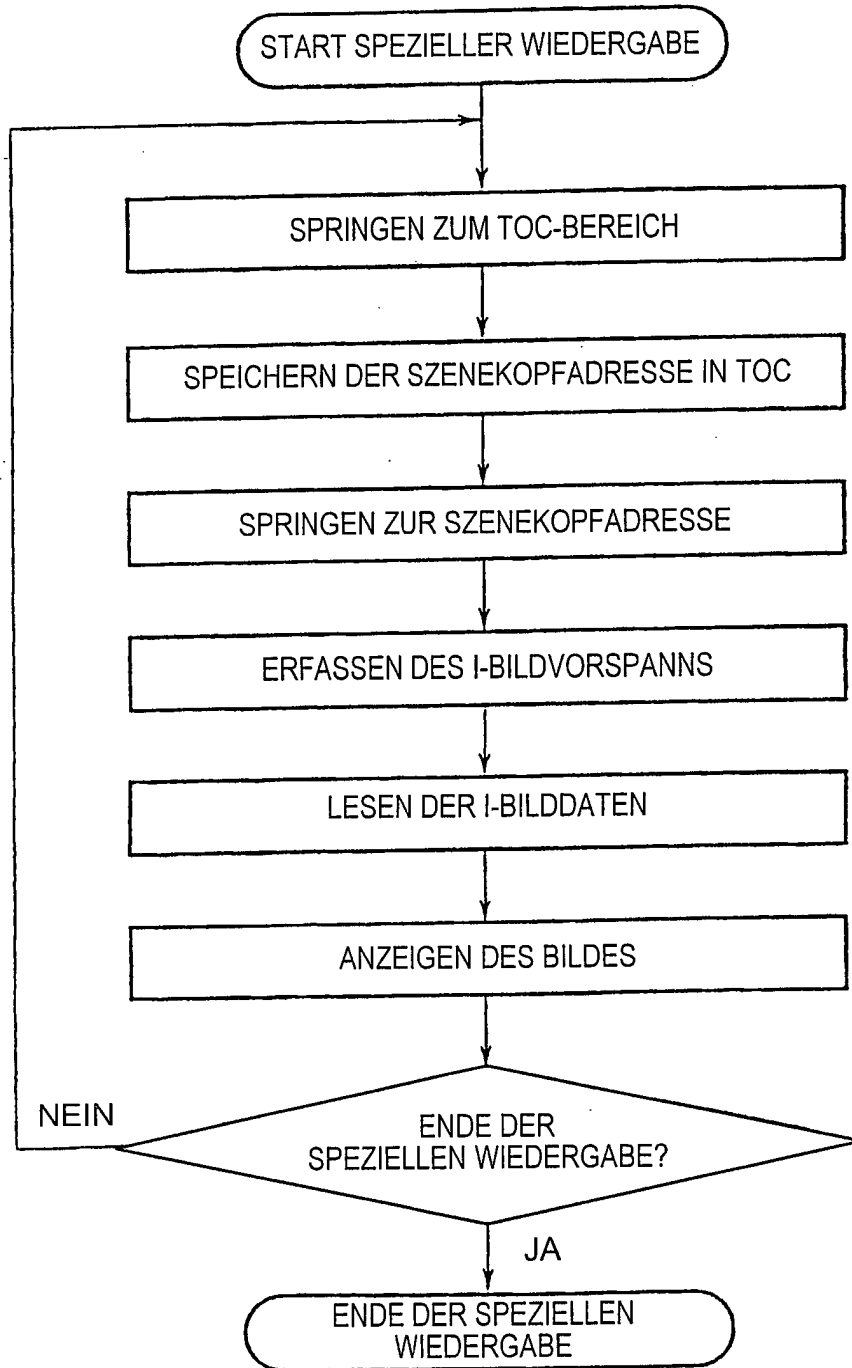 START SPEZIELLER WIEDERGABE
SPRINGEN ZUM TOC-BEREICH
SPEICHERN DER SZENEKOPFADRESSE IN TOC
SPRINGEN ZUR SZENEKOPFADRESSE
ERFASSEN DES I-BILDVORSPANNS
LESEN DER I-BILDDATEN
ANZEIGEN DES BILDES
NEIN
ENDE DER
SPEZIELLEN WIEDERGABE?
JA
ENDE DER SPEZIELLEN
WIEDERGABE